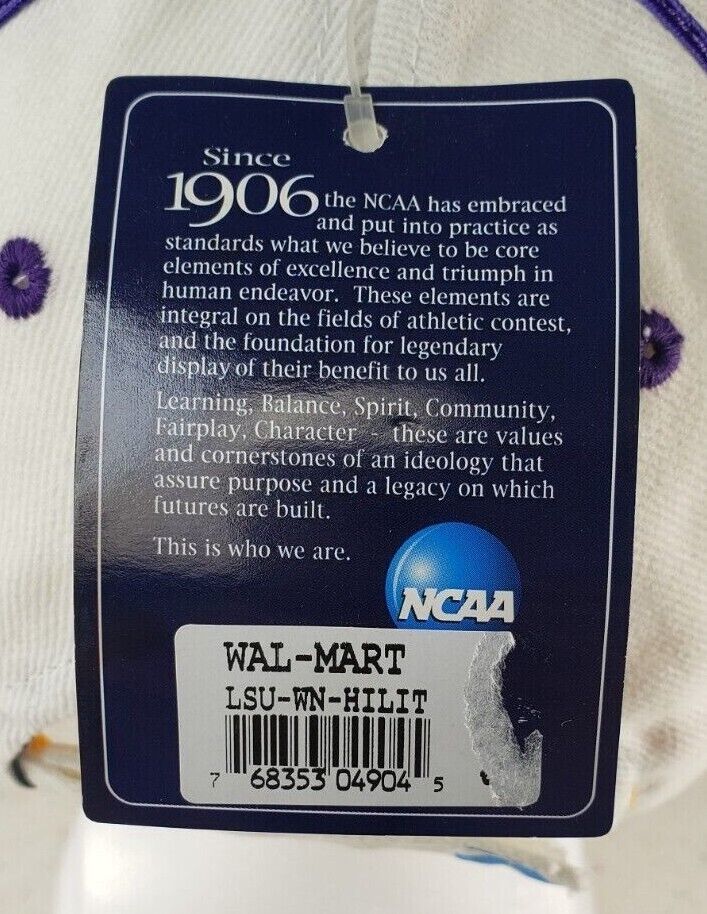 Since
1906 the NCAA has embraced
and put into practice as
standards what we believe to be core
elements of excellence and triumph in
human endeavor. These elements are
integral on the fields of athletic contest,
and the foundation for legendary
display of their benefit to us all.
Learning, Balance, Spirit, Community,
Fairplay, Character - these are values
and cornerstones of an ideology that
assure purpose and a legacy on which
futures are built.
This is who we are.
NCAA
WAL-MART
LSU-WN-HILIT
7 68353 04904 5